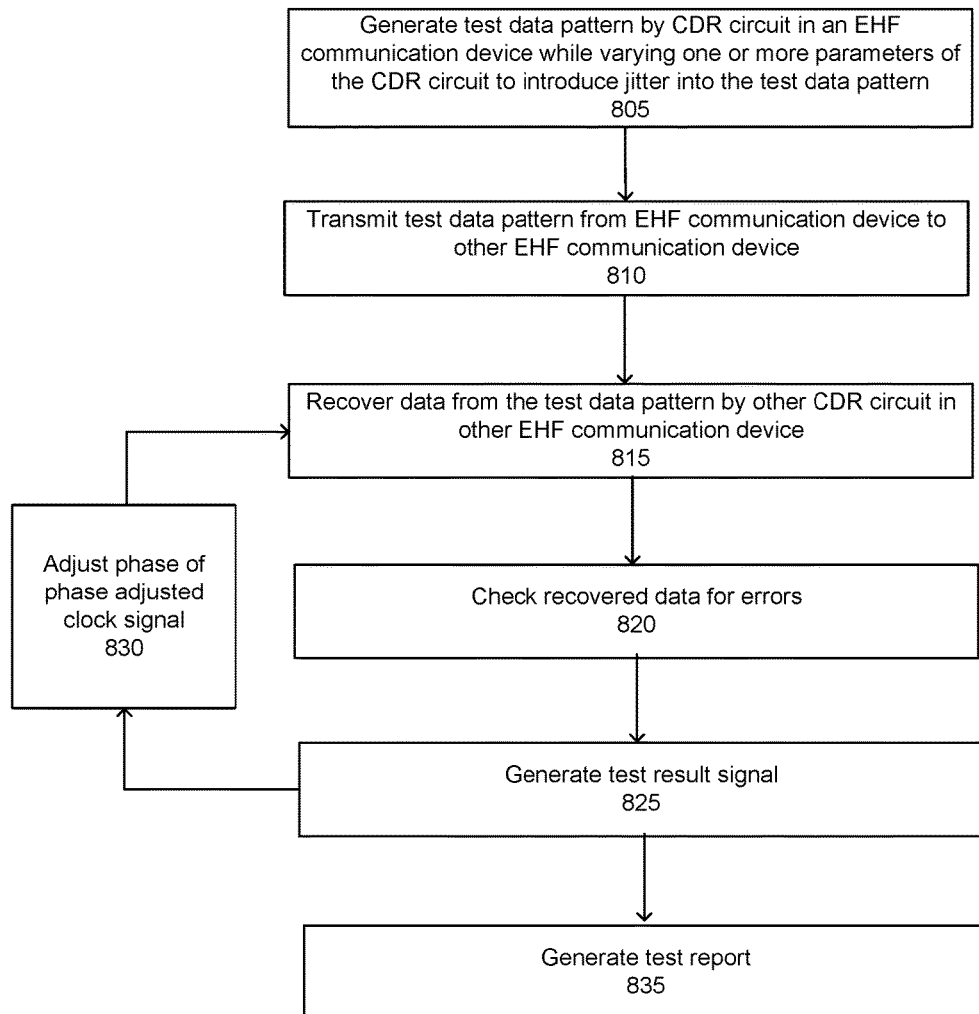 Generate test data pattern by CDR circuit in an EHF
communication device while varying one or more parameters of
the CDR circuit to introduce jitter into the test data pattern
805
Transmit test data pattern from EHF communication device to
other EHF communication device
810
Recover data from the test data pattern by other CDR circuit in
other EHF communication device
815
Adjust phase of
phase adjusted
clock signal
830
Check recovered data for errors
820
Generate test result signal
825
Generate test report
835